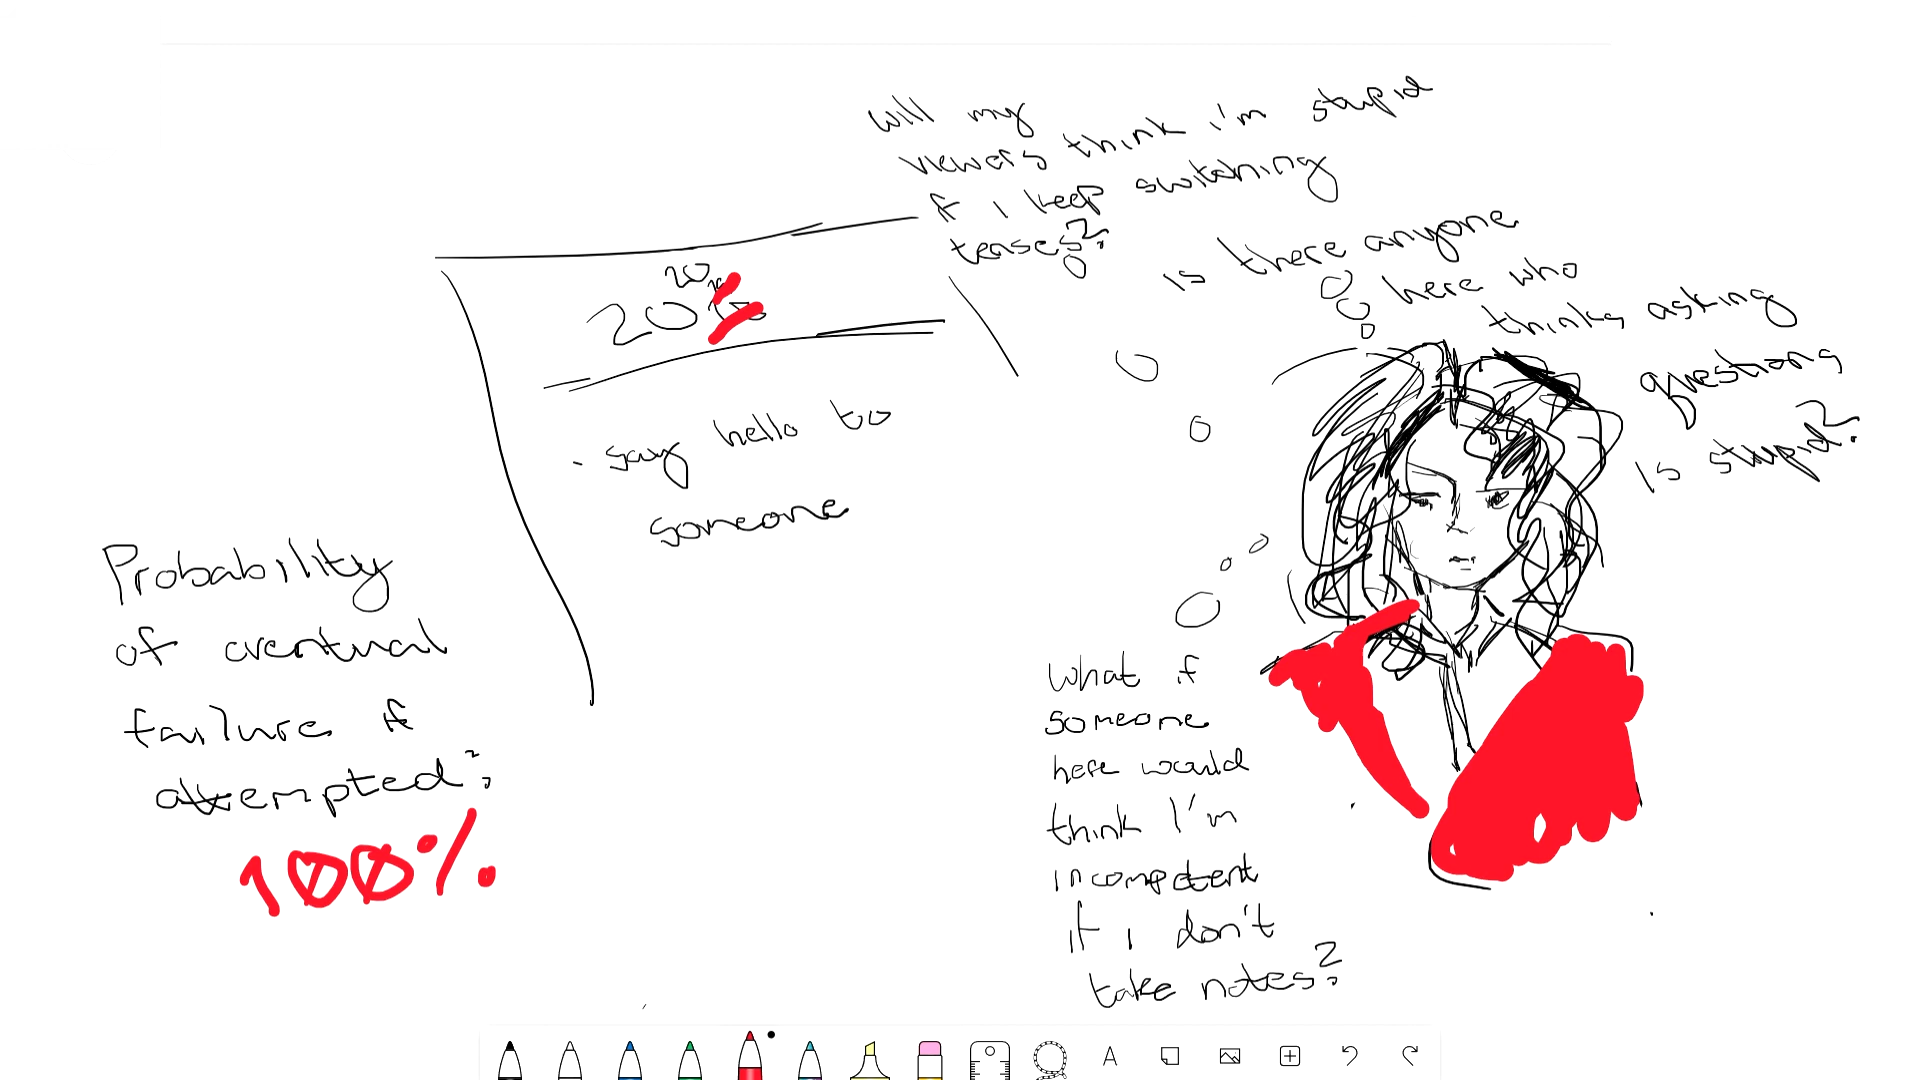 will my
viewers think i'm stupid
if I keep switching
tenses?
is there anyone
here who
thinks asking
questions
is stupid?
20
say hello to
someone
Probability
of eventual
failure if
attempted?
100%
what if
someone
here would
think I'm
incompetent
if I don't
take notes?
A